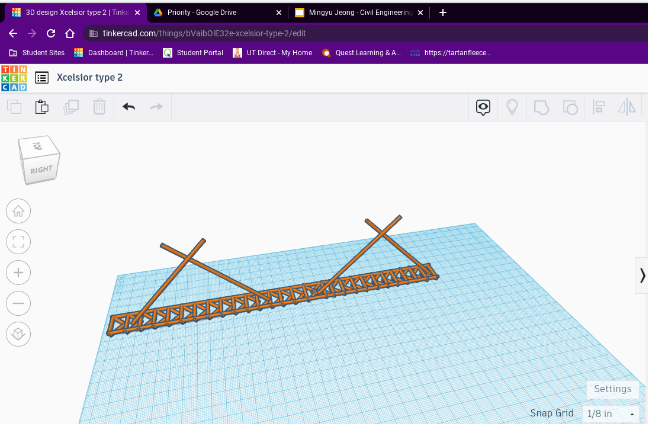 3D design Xcelsior type 2 | Tinke
Priority - Google Drive
Mingyu Jeong - Civil Engineering
tinkercad.com/things/bVaibOIE32e-xcelsior-type-2/edit
Student Sites
Dashboard | Tinker...
Student Portal
UT Direct - My Home
Quest Learning & A...
https://tartanfleece...
TIN
KER
CAD
Xcelsior type 2
RIGHT
Settings
Snap Grid 1/8 in